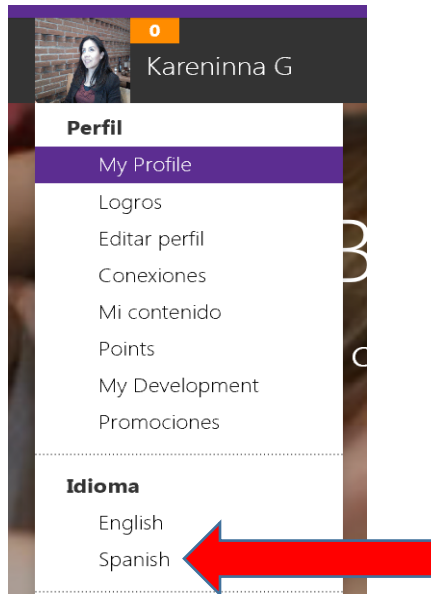 0
Kareninna G
Perfil
My Profile
Logros
Editar perfil
Conexiones
Mi contenido
Points
My Development
Promociones
Idioma
English
Spanish